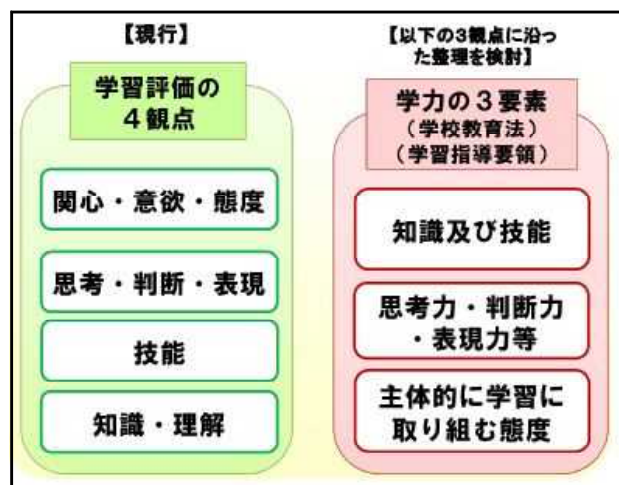 【現行】
学習評価の
4観点
関心・意欲・態度
思考・判断・表現
技能
知識・理解
【以下の3観点に沿っ
た整理を検討】
学力の3要素
（学校教育法）
（学習指導要領）
知識及び技能
思考力・判断力
・表現力等
主体的に学習に
取り組む態度